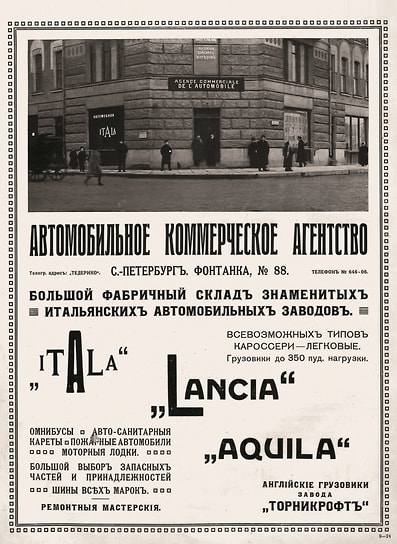 AGENCE COMMERCIALE
DE L'AUTOMOBILE
ITALA
АВТОМОБИЛЬНОЕ КОММЕРЧЕСКОЕ АГЕНТСТВО
Телегр. адресъ: „ТЕДЕРИКО“. С.-ПЕТЕРБУРГЪ. ФОНТАНКА, № 88. ТЕЛЕФОНЪ № 644-06.
БОЛЬШОЙ ФАБРИЧНЫЙ СКЛАДЪ ЗНАМЕНИТЫХЪ
ИТАЛЬЯНСКИХЪ АВТОМОБИЛЬНЫХЪ ЗАВОДОВЪ.
„ITALA“
ВСЕВОЗМОЖНЫХЪ ТИПОВЪ
КАРОССЕРИ—ЛЕГКОВЫЕ.
Грузовики до 350 пуд. нагрузки.
„LANCIA“
„AQUILA“
ОМНИБУСЫ АВТО-САНИТАРНЫЯ
КАРЕТЫ ПОЖАРНЫЕ АВТОМОБИЛИ
МОТОРНЫЯ ЛОДКИ.
БОЛЬШОЙ ВЫБОРЪ ЗАПАСНЫХЪ
ЧАСТЕЙ И ПРИНАДЛЕЖНОСТЕЙ
ШИНЫ ВСѢХЪ МАРОКЪ.
РЕМОНТНЫЯ МАСТЕРСКІЯ.
АНГЛІЙСКІЕ ГРУЗОВИКИ
ЗАВОДА
„ТОРНИКРОФТЪ“
9—24